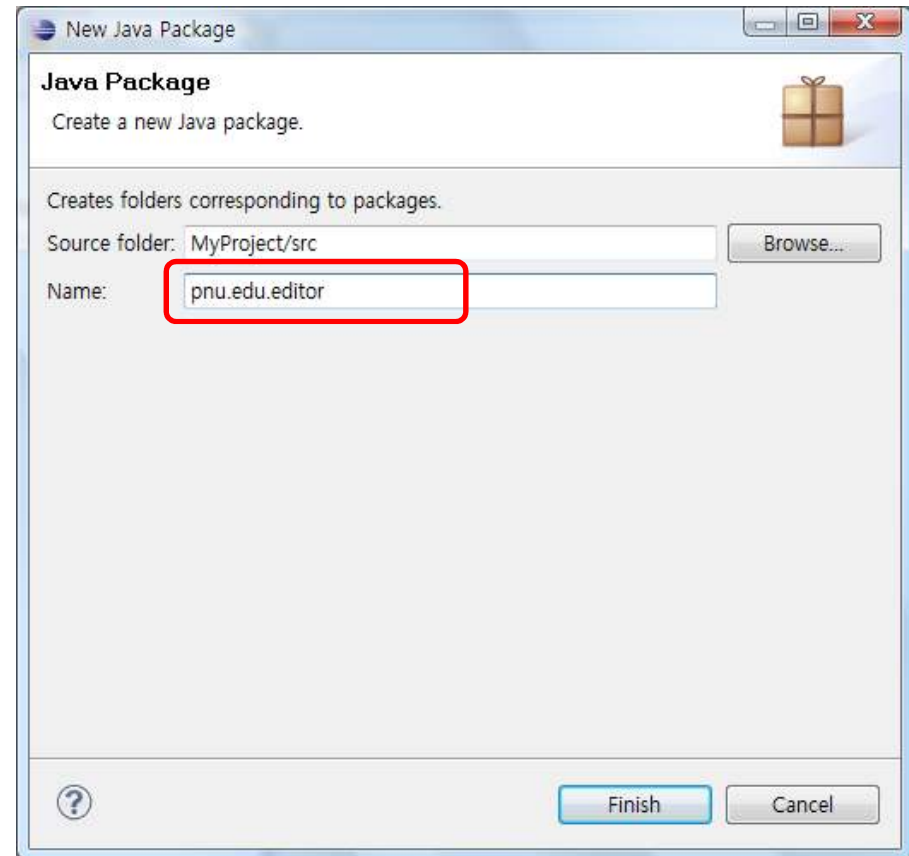 New Java Package
Java Package
Create a new Java package.
Creates folders corresponding to packages.
Source folder: MyProject/src Browse...
Name: pnu.edu.editor
Finish Cancel